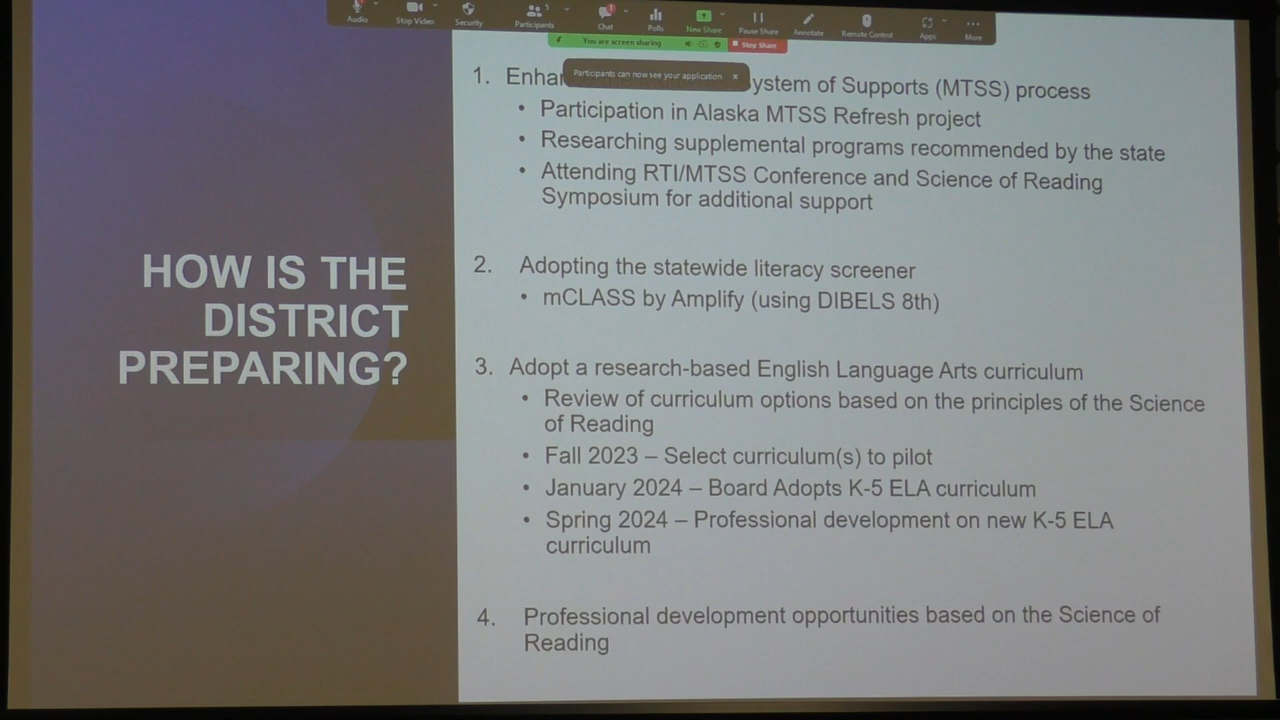 Audio
Stop Video
Security
Participants
5
Chat
1
Polls
New Share
Pause Share
Annotate
Remote Control
Apps
More
You are screen sharing
Stop Share
Participants can now see your application
HOW IS THE
DISTRICT
PREPARING?
1. Enha ystem of Supports (MTSS) process
• Participation in Alaska MTSS Refresh project
• Researching supplemental programs recommended by the state
• Attending RTI/MTSS Conference and Science of Reading
Symposium for additional support
2. Adopting the statewide literacy screener
• mCLASS by Amplify (using DIBELS 8th)
3. Adopt a research-based English Language Arts curriculum
• Review of curriculum options based on the principles of the Science
of Reading
• Fall 2023 – Select curriculum(s) to pilot
• January 2024 – Board Adopts K-5 ELA curriculum
• Spring 2024 – Professional development on new K-5 ELA
curriculum
4. Professional development opportunities based on the Science of
Reading